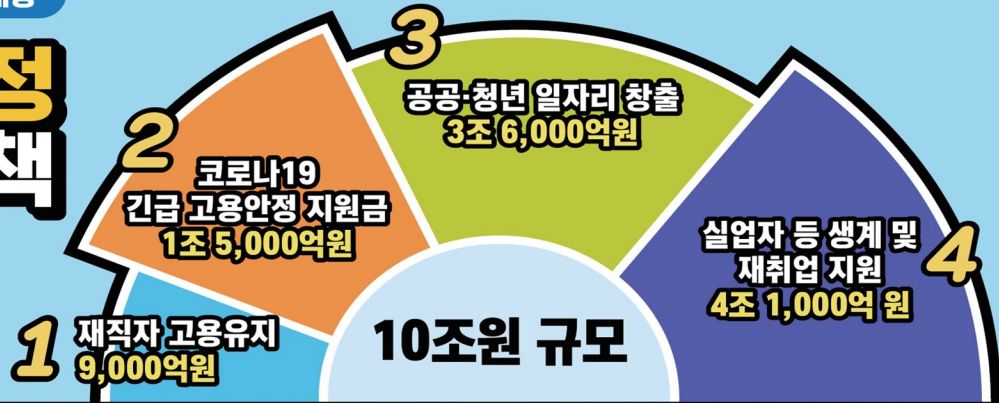 정
책
1
재직자 고용유지
9,000억원
2
코로나19
긴급 고용안정 지원금
1조 5,000억원
3
공공·청년 일자리 창출
3조 6,000억원
4
실업자 등 생계 및
재취업 지원
4조 1,000억 원
10조원 규모